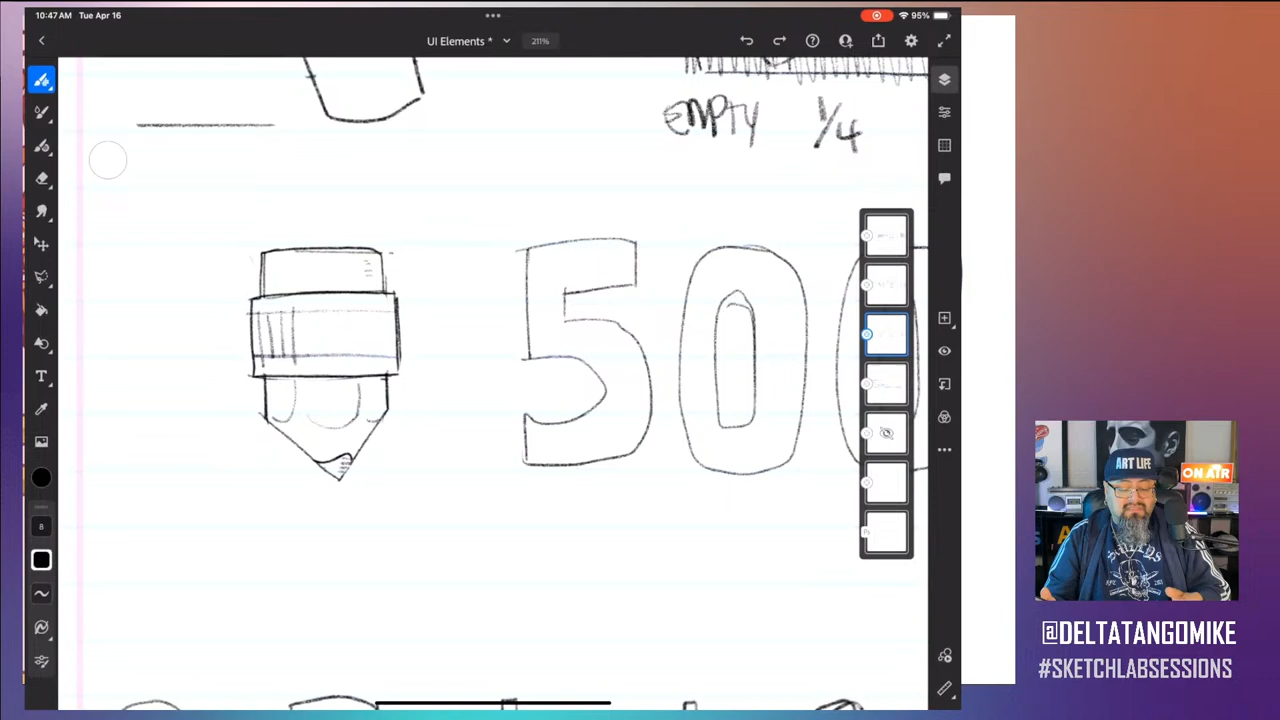 10:47 AM Tue Apr 16
95%
UI Elements *
211%
empty 1/4
500
8
T
ART LIFE
ON AIR
@DELTATANGOMIKE
#SKETCHLABSESSIONS